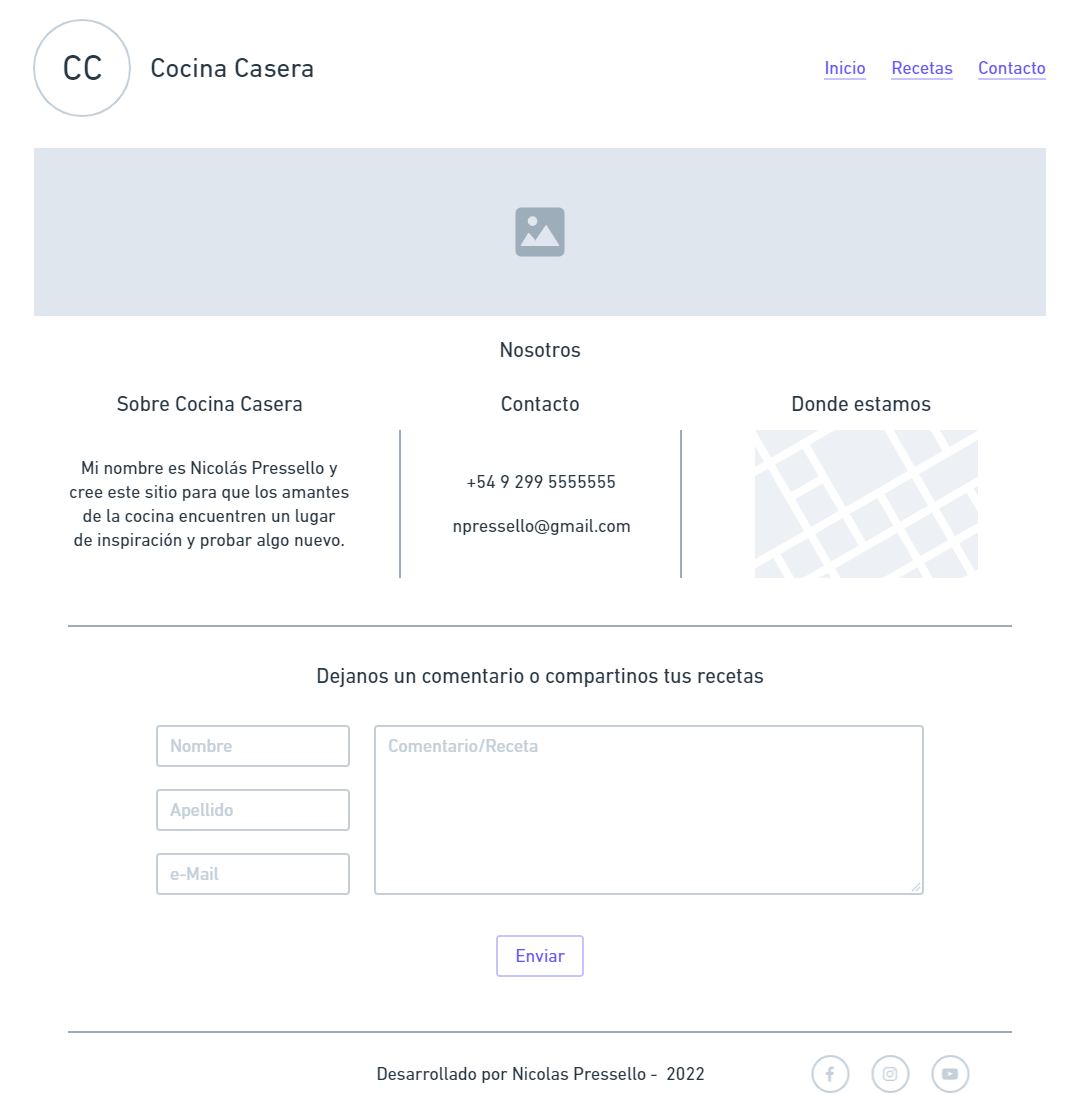 CC
Cocina Casera
Inicio
Recetas
Contacto
Nosotros
Sobre Cocina Casera
Mi nombre es Nicolás Pressello y
cree este sitio para que los amantes
de la cocina encuentren un lugar
de inspiración y probar algo nuevo.
Contacto
+54 9 299 5555555
npressello@gmail.com
Donde estamos
Dejanos un comentario o compartinos tus recetas
Nombre
Apellido
e-Mail
Comentario/Receta
Enviar
Desarrollado por Nicolas Pressello - 2022